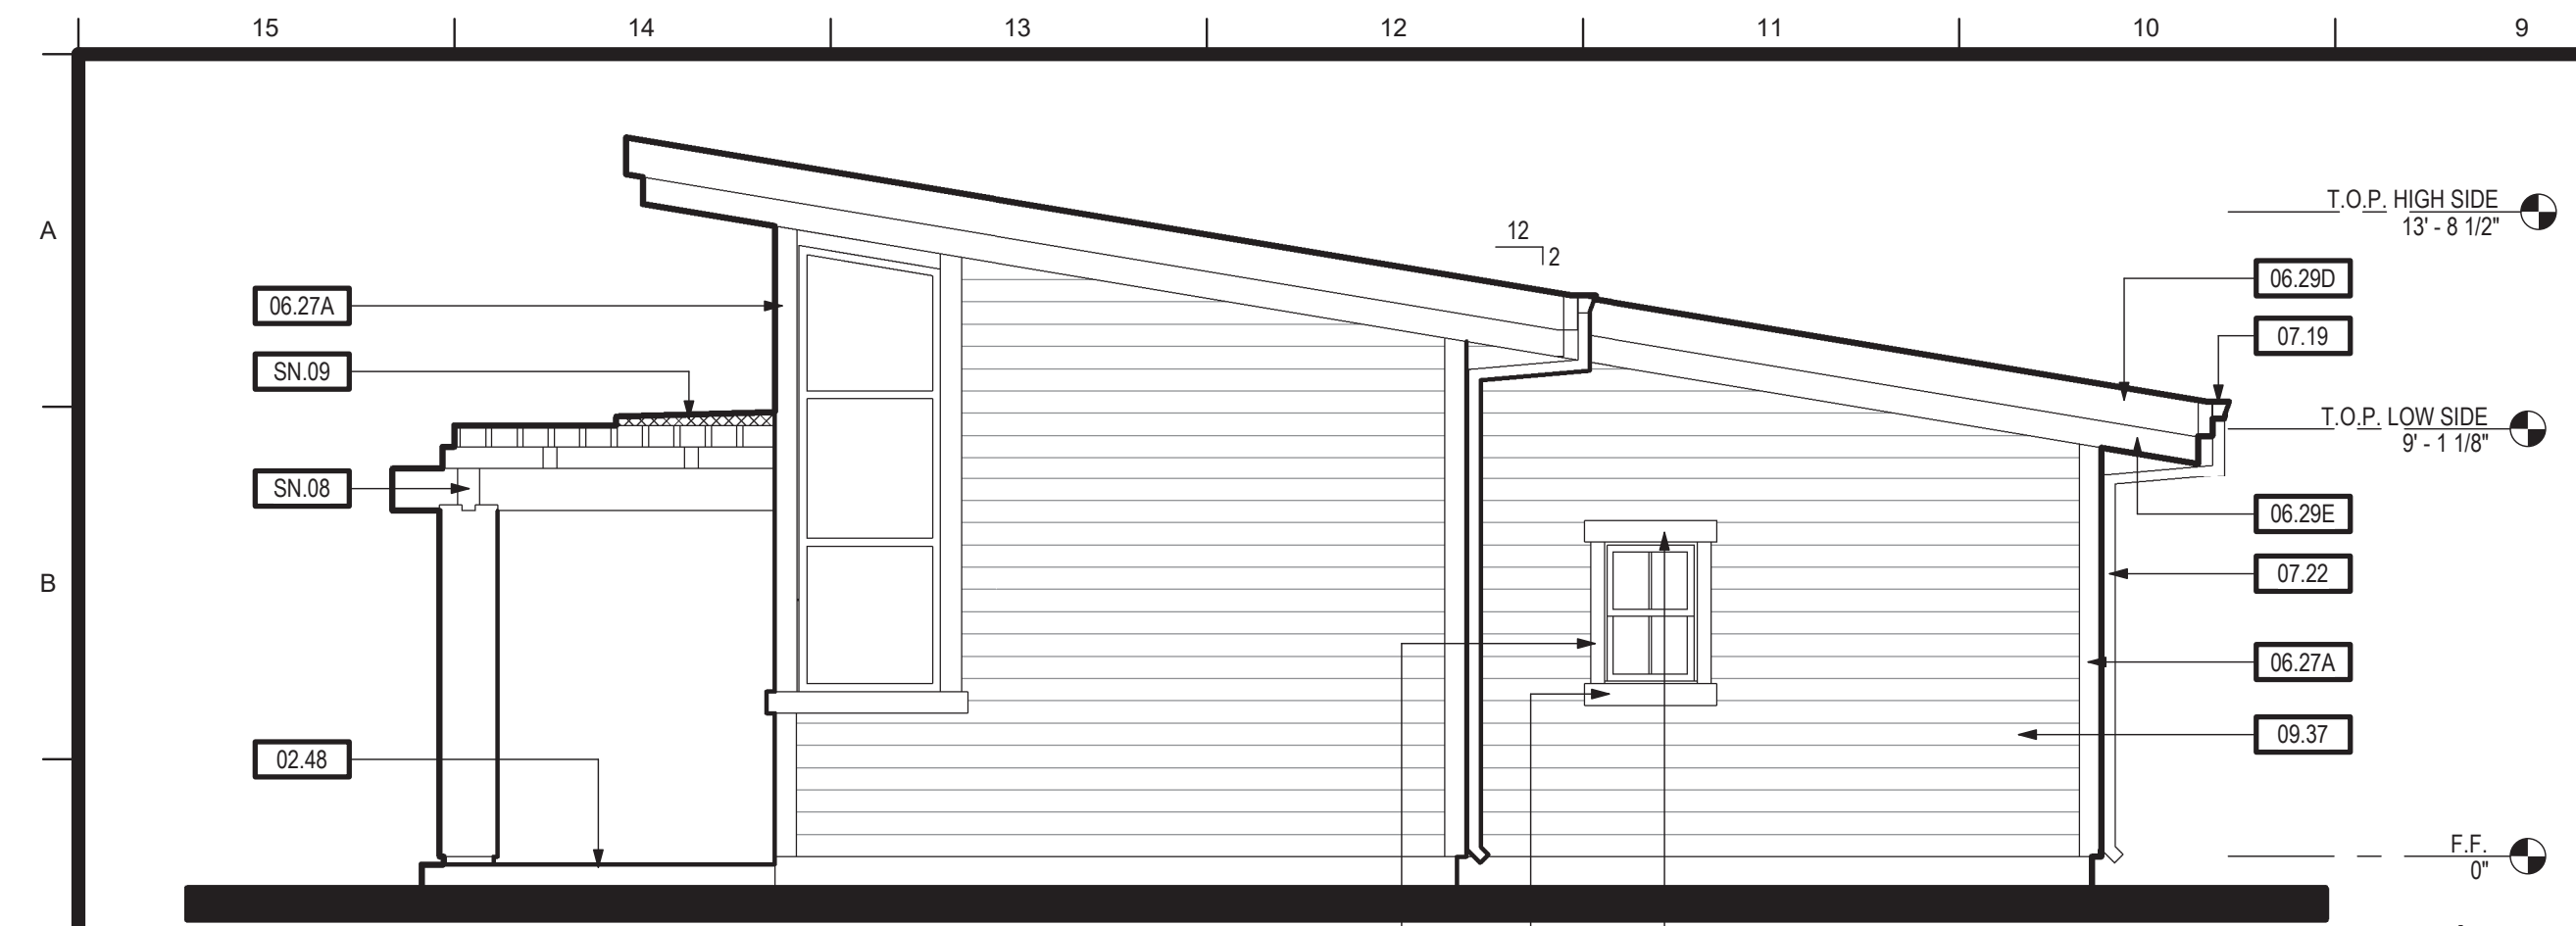 15 14 13 12 11 10 9
A
T.O.P. HIGH SIDE
13' - 8 1/2"
12
2
06.29D
06.27A
07.19
SN.09
T.O.P. LOW SIDE
9' - 1 1/8"
SN.08
06.29E
B
07.22
06.27A
09.37
02.48
F.F.
0"